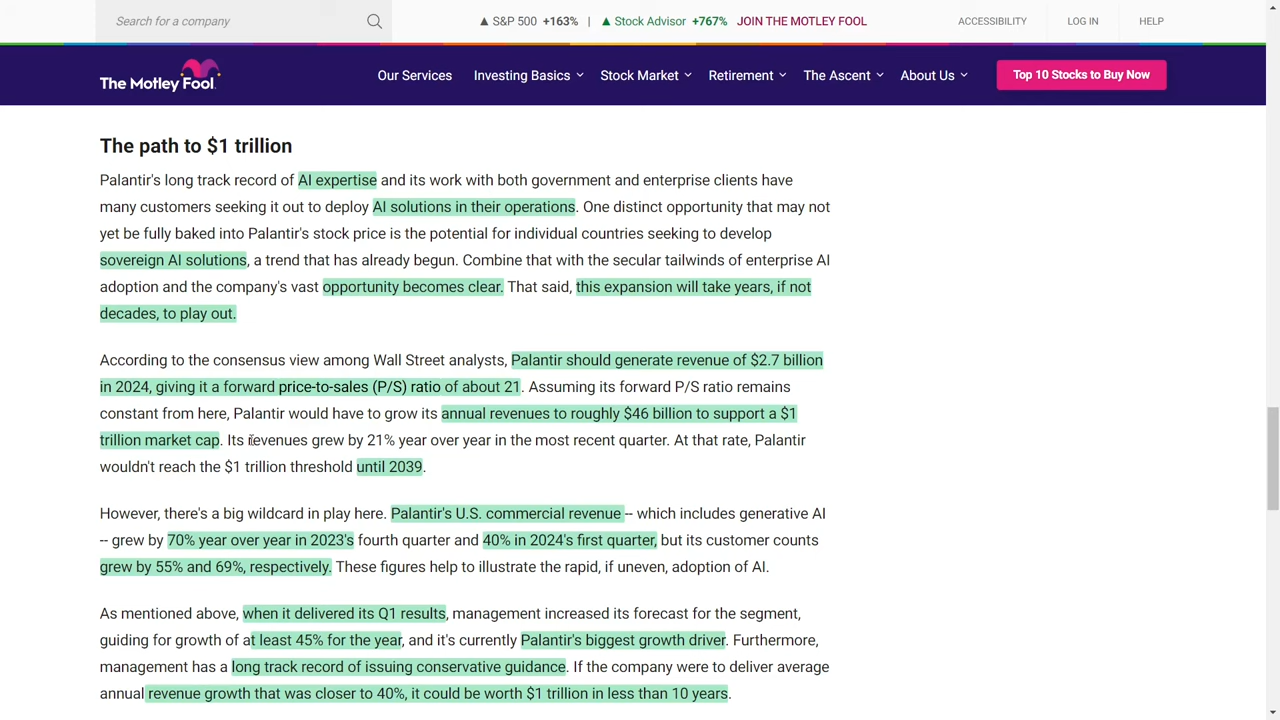 Search for a company
▲ S&P 500 +163% | ▲ Stock Advisor +767% JOIN THE MOTLEY FOOL
ACCESSIBILITY LOG IN HELP
The Motley Fool
Our Services Investing Basics Stock Market Retirement The Ascent About Us Top 10 Stocks to Buy Now
The path to $1 trillion
Palantir's long track record of AI expertise and its work with both government and enterprise clients have
many customers seeking it out to deploy AI solutions in their operations. One distinct opportunity that may not
yet be fully baked into Palantir's stock price is the potential for individual countries seeking to develop
sovereign AI solutions, a trend that has already begun. Combine that with the secular tailwinds of enterprise AI
adoption and the company's vast opportunity becomes clear. That said, this expansion will take years, if not
decades, to play out.
According to the consensus view among Wall Street analysts, Palantir should generate revenue of $2.7 billion
in 2024, giving it a forward price-to-sales (P/S) ratio of about 21. Assuming its forward P/S ratio remains
constant from here, Palantir would have to grow its annual revenues to roughly $46 billion to support a $1
trillion market cap. Its revenues grew by 21% year over year in the most recent quarter. At that rate, Palantir
wouldn't reach the $1 trillion threshold until 2039.
However, there's a big wildcard in play here. Palantir's U.S. commercial revenue -- which includes generative AI
-- grew by 70% year over year in 2023's fourth quarter and 40% in 2024's first quarter, but its customer counts
grew by 55% and 69%, respectively. These figures help to illustrate the rapid, if uneven, adoption of AI.
As mentioned above, when it delivered its Q1 results, management increased its forecast for the segment,
guiding for growth of at least 45% for the year, and it's currently Palantir's biggest growth driver. Furthermore,
management has a long track record of issuing conservative guidance. If the company were to deliver average
annual revenue growth that was closer to 40%, it could be worth $1 trillion in less than 10 years.